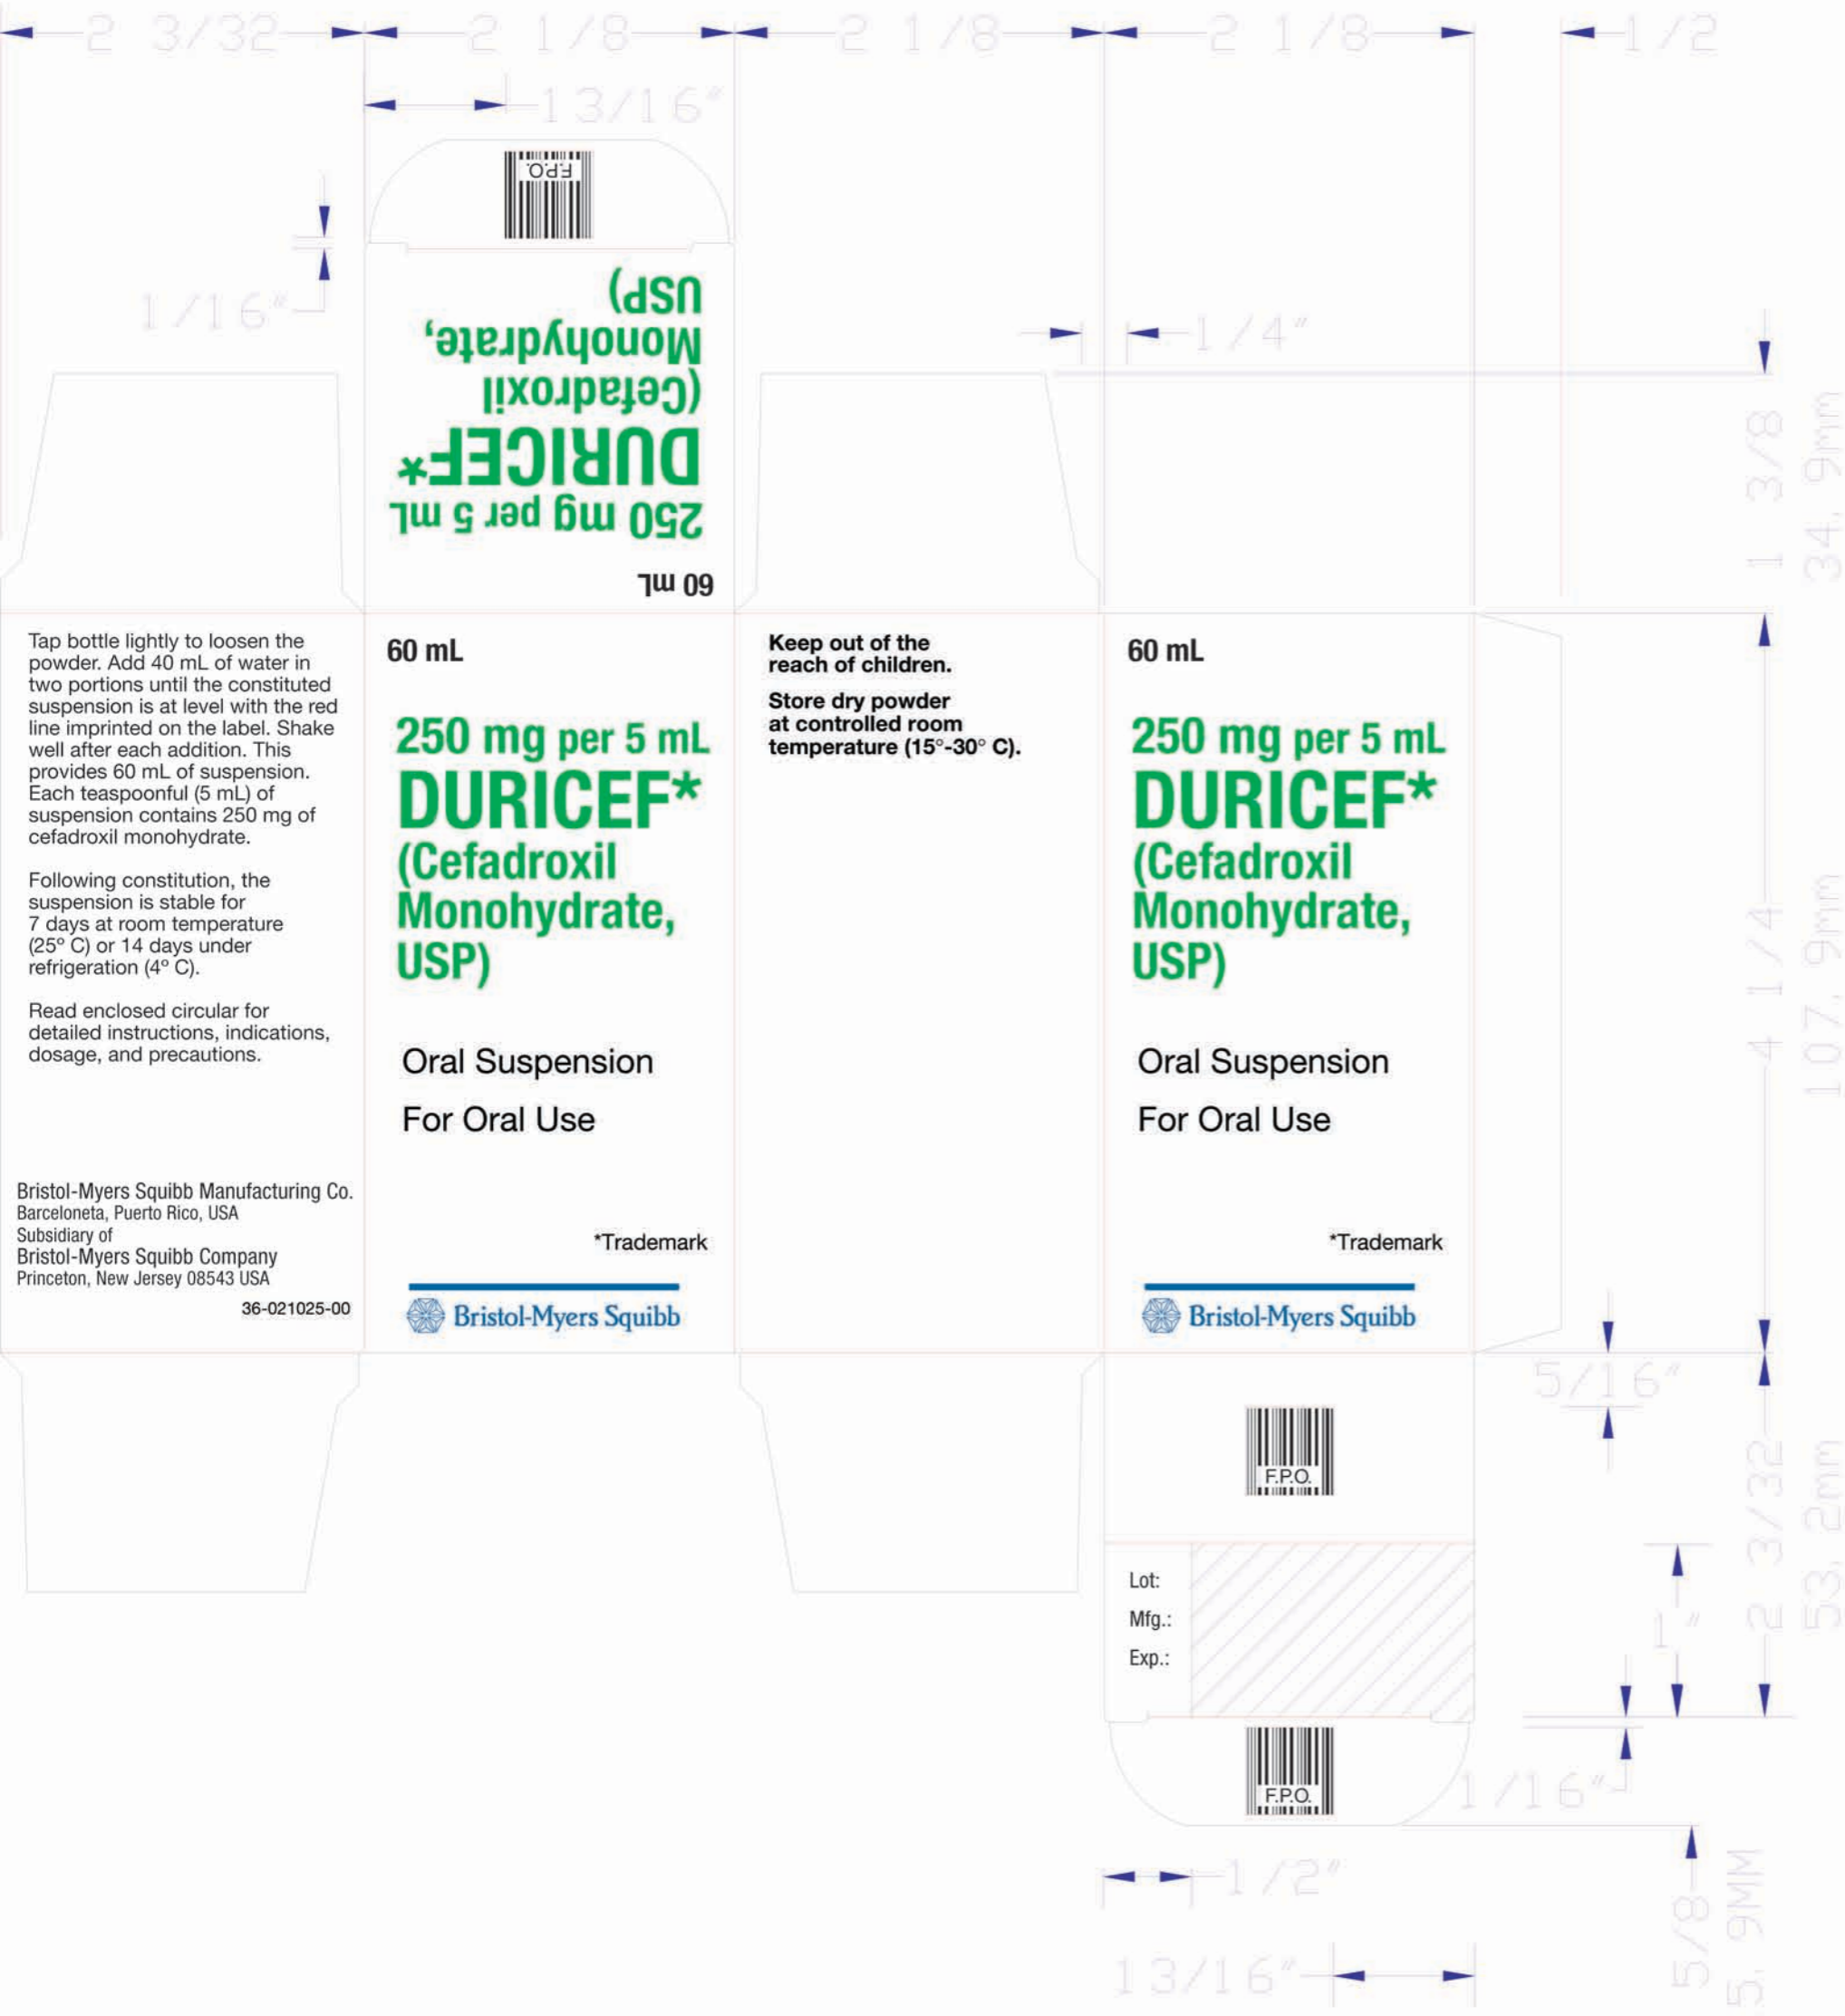 2 3/32
2 1/8
2 1/8
2 1/8
1/2
13/16"
F.P.O.
1/16"
1/4"
60 mL
250 mg per 5 mL
DURICEF*
(Cefadroxil
Monohydrate,
USP)
1 3/8
34. 9mm
Tap bottle lightly to loosen the
powder. Add 40 mL of water in
two portions until the constituted
suspension is at level with the red
line imprinted on the label. Shake
well after each addition. This
provides 60 mL of suspension.
Each teaspoonful (5 mL) of
suspension contains 250 mg of
cefadroxil monohydrate.
Following constitution, the
suspension is stable for
7 days at room temperature
(25º C) or 14 days under
refrigeration (4º C).
Read enclosed circular for
detailed instructions, indications,
dosage, and precautions.
Bristol-Myers Squibb Manufacturing Co.
Barceloneta, Puerto Rico, USA
Subsidiary of
Bristol-Myers Squibb Company
Princeton, New Jersey 08543 USA
36-021025-00
60 mL
250 mg per 5 mL
DURICEF*
(Cefadroxil
Monohydrate,
USP)
Oral Suspension
For Oral Use
*Trademark
Bristol-Myers Squibb
Keep out of the
reach of children.
Store dry powder
at controlled room
temperature (15°-30° C).
60 mL
250 mg per 5 mL
DURICEF*
(Cefadroxil
Monohydrate,
USP)
Oral Suspension
For Oral Use
*Trademark
Bristol-Myers Squibb
4 1/4
107. 9mm
5/16"
F.P.O.
2 3/32
53. 2mm
Lot:
Mfg.:
Exp.:
1"
F.P.O.
1/16"
1/2"
5/8
5. 9MM
13/16"